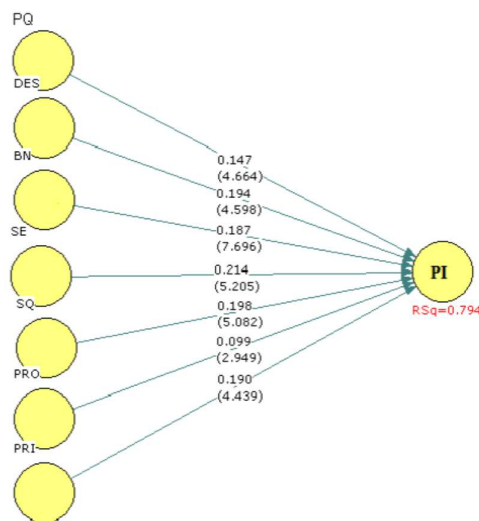 PQ
DES
BN
SE
SQ
PRO
PRI
0.147
(4.664)
0.194
(4.598)
0.187
(7.696)
0.214
(5.205)
0.198
(5.082)
0.099
(2.949)
0.190
(4.439)
PI
RSq=0.794